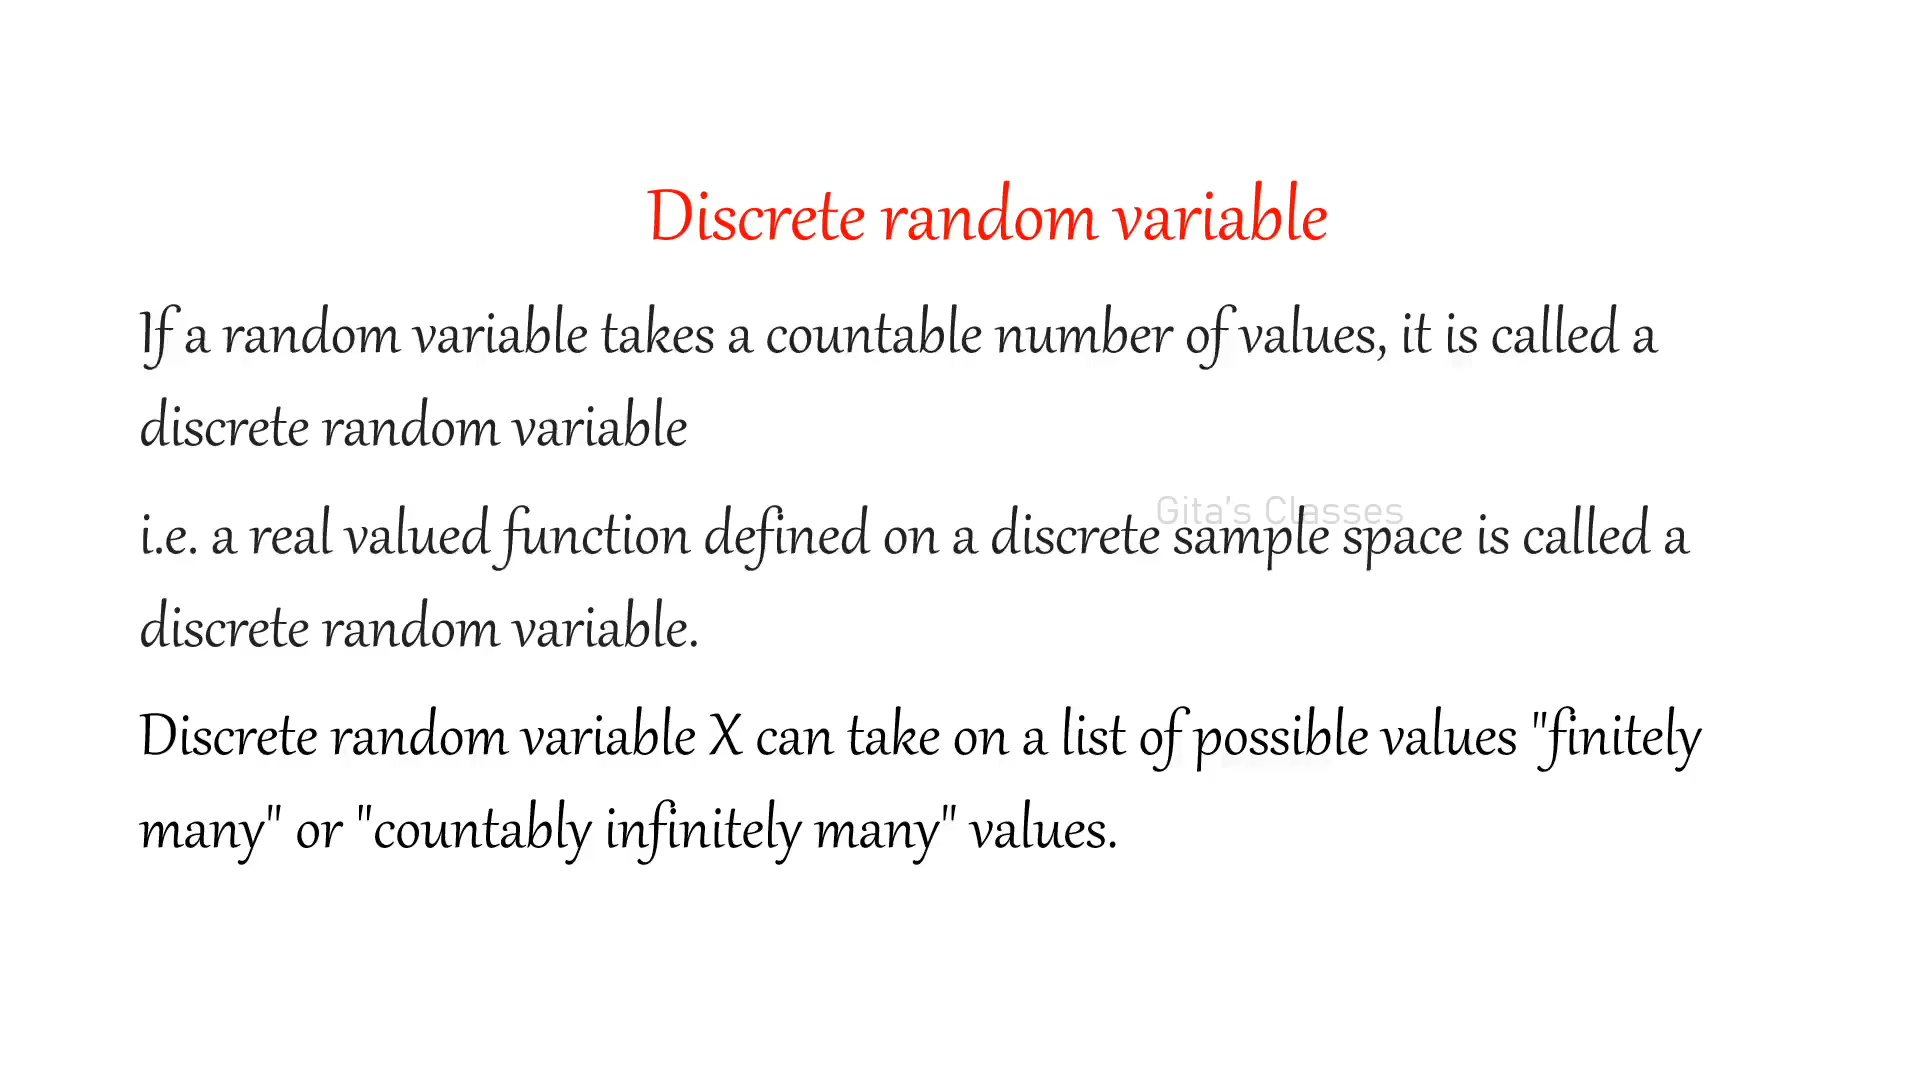 Discrete random variable
If a random variable takes a countable number of values, it is called a
discrete random variable
Gita's Classes
i.e. a real valued function defined on a discrete sample space is called a
discrete random variable.
Discrete random variable X can take on a list of possible values "finitely
many" or "countably infinitely many" values.